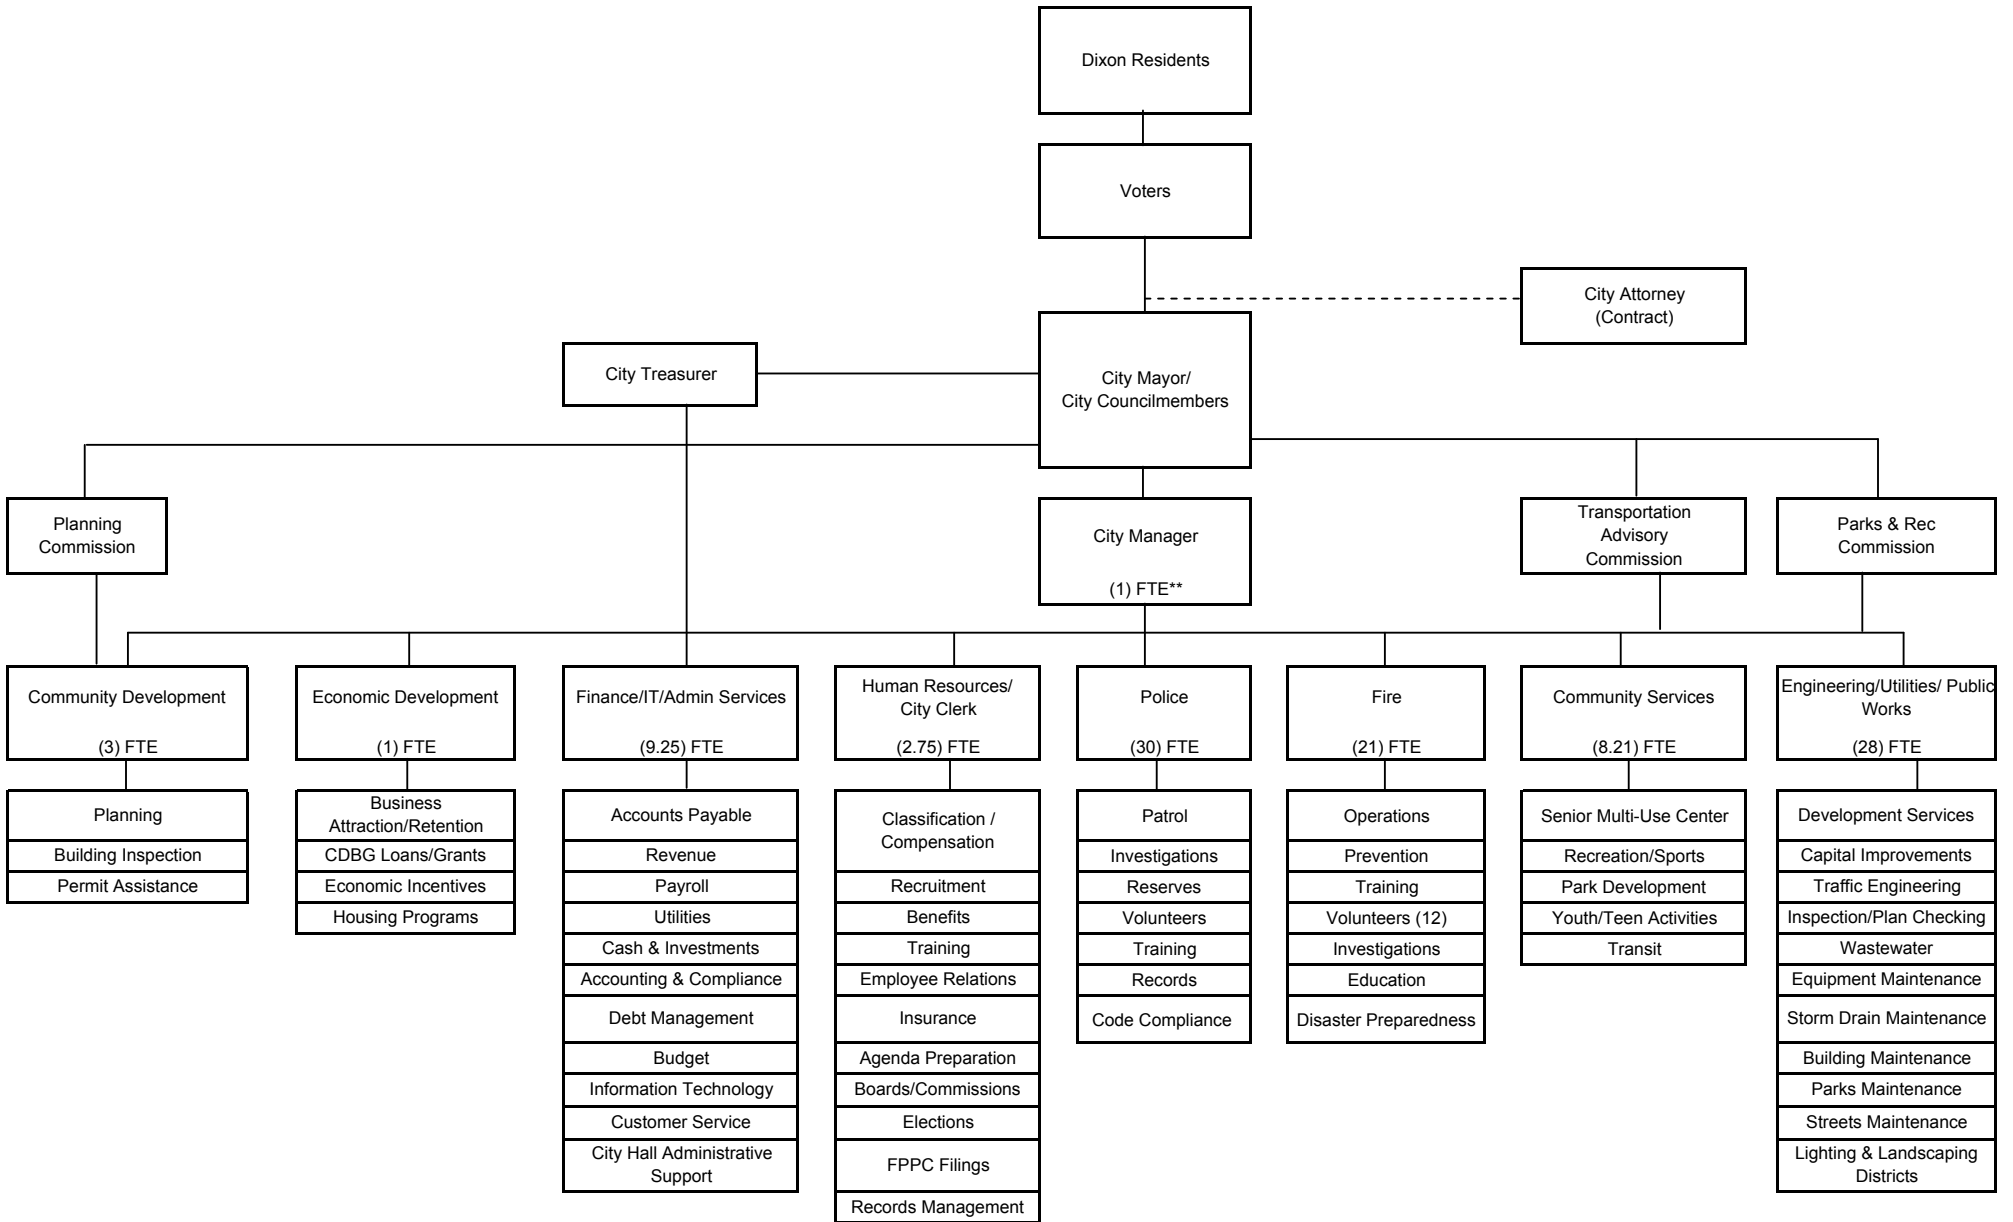 Dixon Residents
Voters
City Attorney
(Contract)
City Treasurer
City Mayor/
City Councilmembers
Planning
Commission
City Manager
(1) FTE**
Transportation
Advisory
Commission
Parks & Rec
Commission
Community Development
(3) FTE
Economic Development
(1) FTE
Finance/IT/Admin Services
(9.25) FTE
Human Resources/
City Clerk
(2.75) FTE
Police
(30) FTE
Fire
(21) FTE
Community Services
(8.21) FTE
Engineering/Utilities/ Public
Works
(28) FTE
Planning
Building Inspection
Permit Assistance
Business
Attraction/Retention
CDBG Loans/Grants
Economic Incentives
Housing Programs
Accounts Payable
Revenue
Payroll
Utilities
Cash & Investments
Accounting & Compliance
Debt Management
Budget
Information Technology
Customer Service
City Hall Administrative
Support
Classification /
Compensation
Recruitment
Benefits
Training
Employee Relations
Insurance
Agenda Preparation
Boards/Commissions
Elections
FPPC Filings
Records Management
Patrol
Investigations
Reserves
Volunteers
Training
Records
Code Compliance
Operations
Prevention
Training
Volunteers (12)
Investigations
Education
Disaster Preparedness
Senior Multi-Use Center
Recreation/Sports
Park Development
Youth/Teen Activities
Transit
Development Services
Capital Improvements
Traffic Engineering
Inspection/Plan Checking
Wastewater
Equipment Maintenance
Storm Drain Maintenance
Building Maintenance
Parks Maintenance
Streets Maintenance
Lighting & Landscaping
Districts